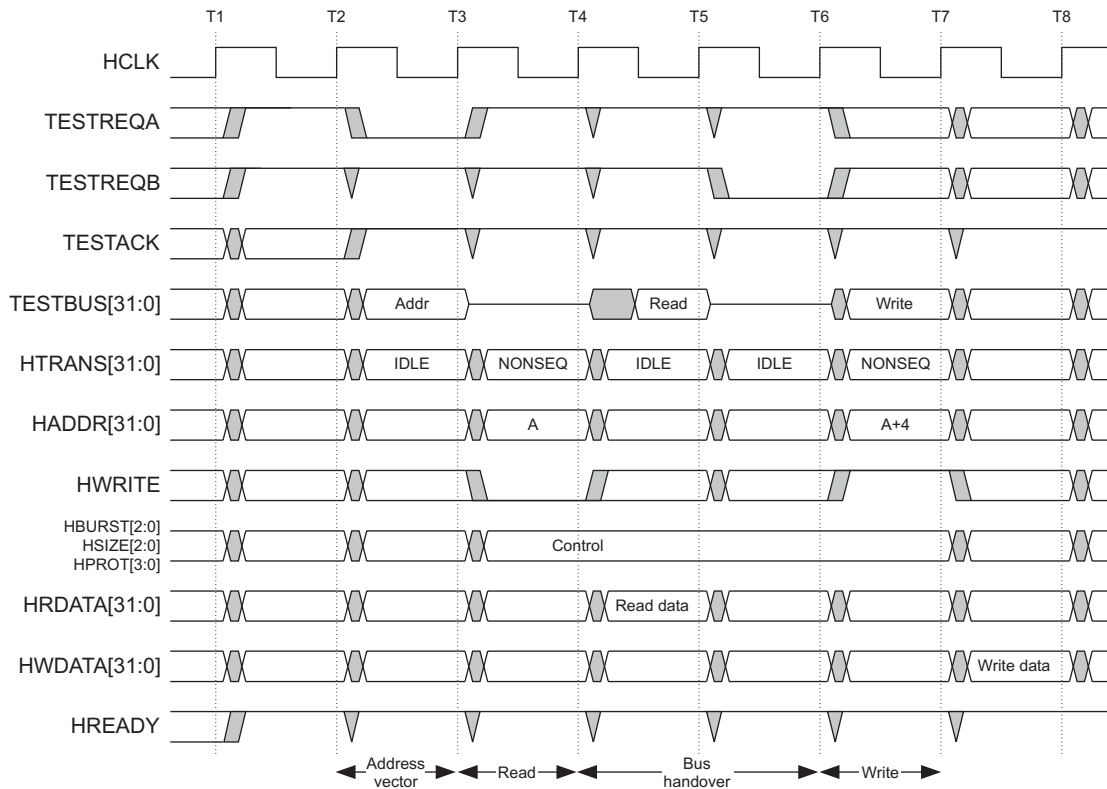 T1 T2 T3 T4 T5 T6 T7 T8
HCLK
TESTREQA
TESTREQB
TESTACK
TESTBUS[31:0] Addr Read Write
HTRANS[31:0] IDLE NONSEQ IDLE IDLE NONSEQ
HADDR[31:0] A A+4
HWRITE
HBURST[2:0]
HSIZE[2:0] Control
HPROT[3:0]
HRDATA[31:0] Read data
HWDATA[31:0] Write data
HREADY
Address vector Read Bus handover Write